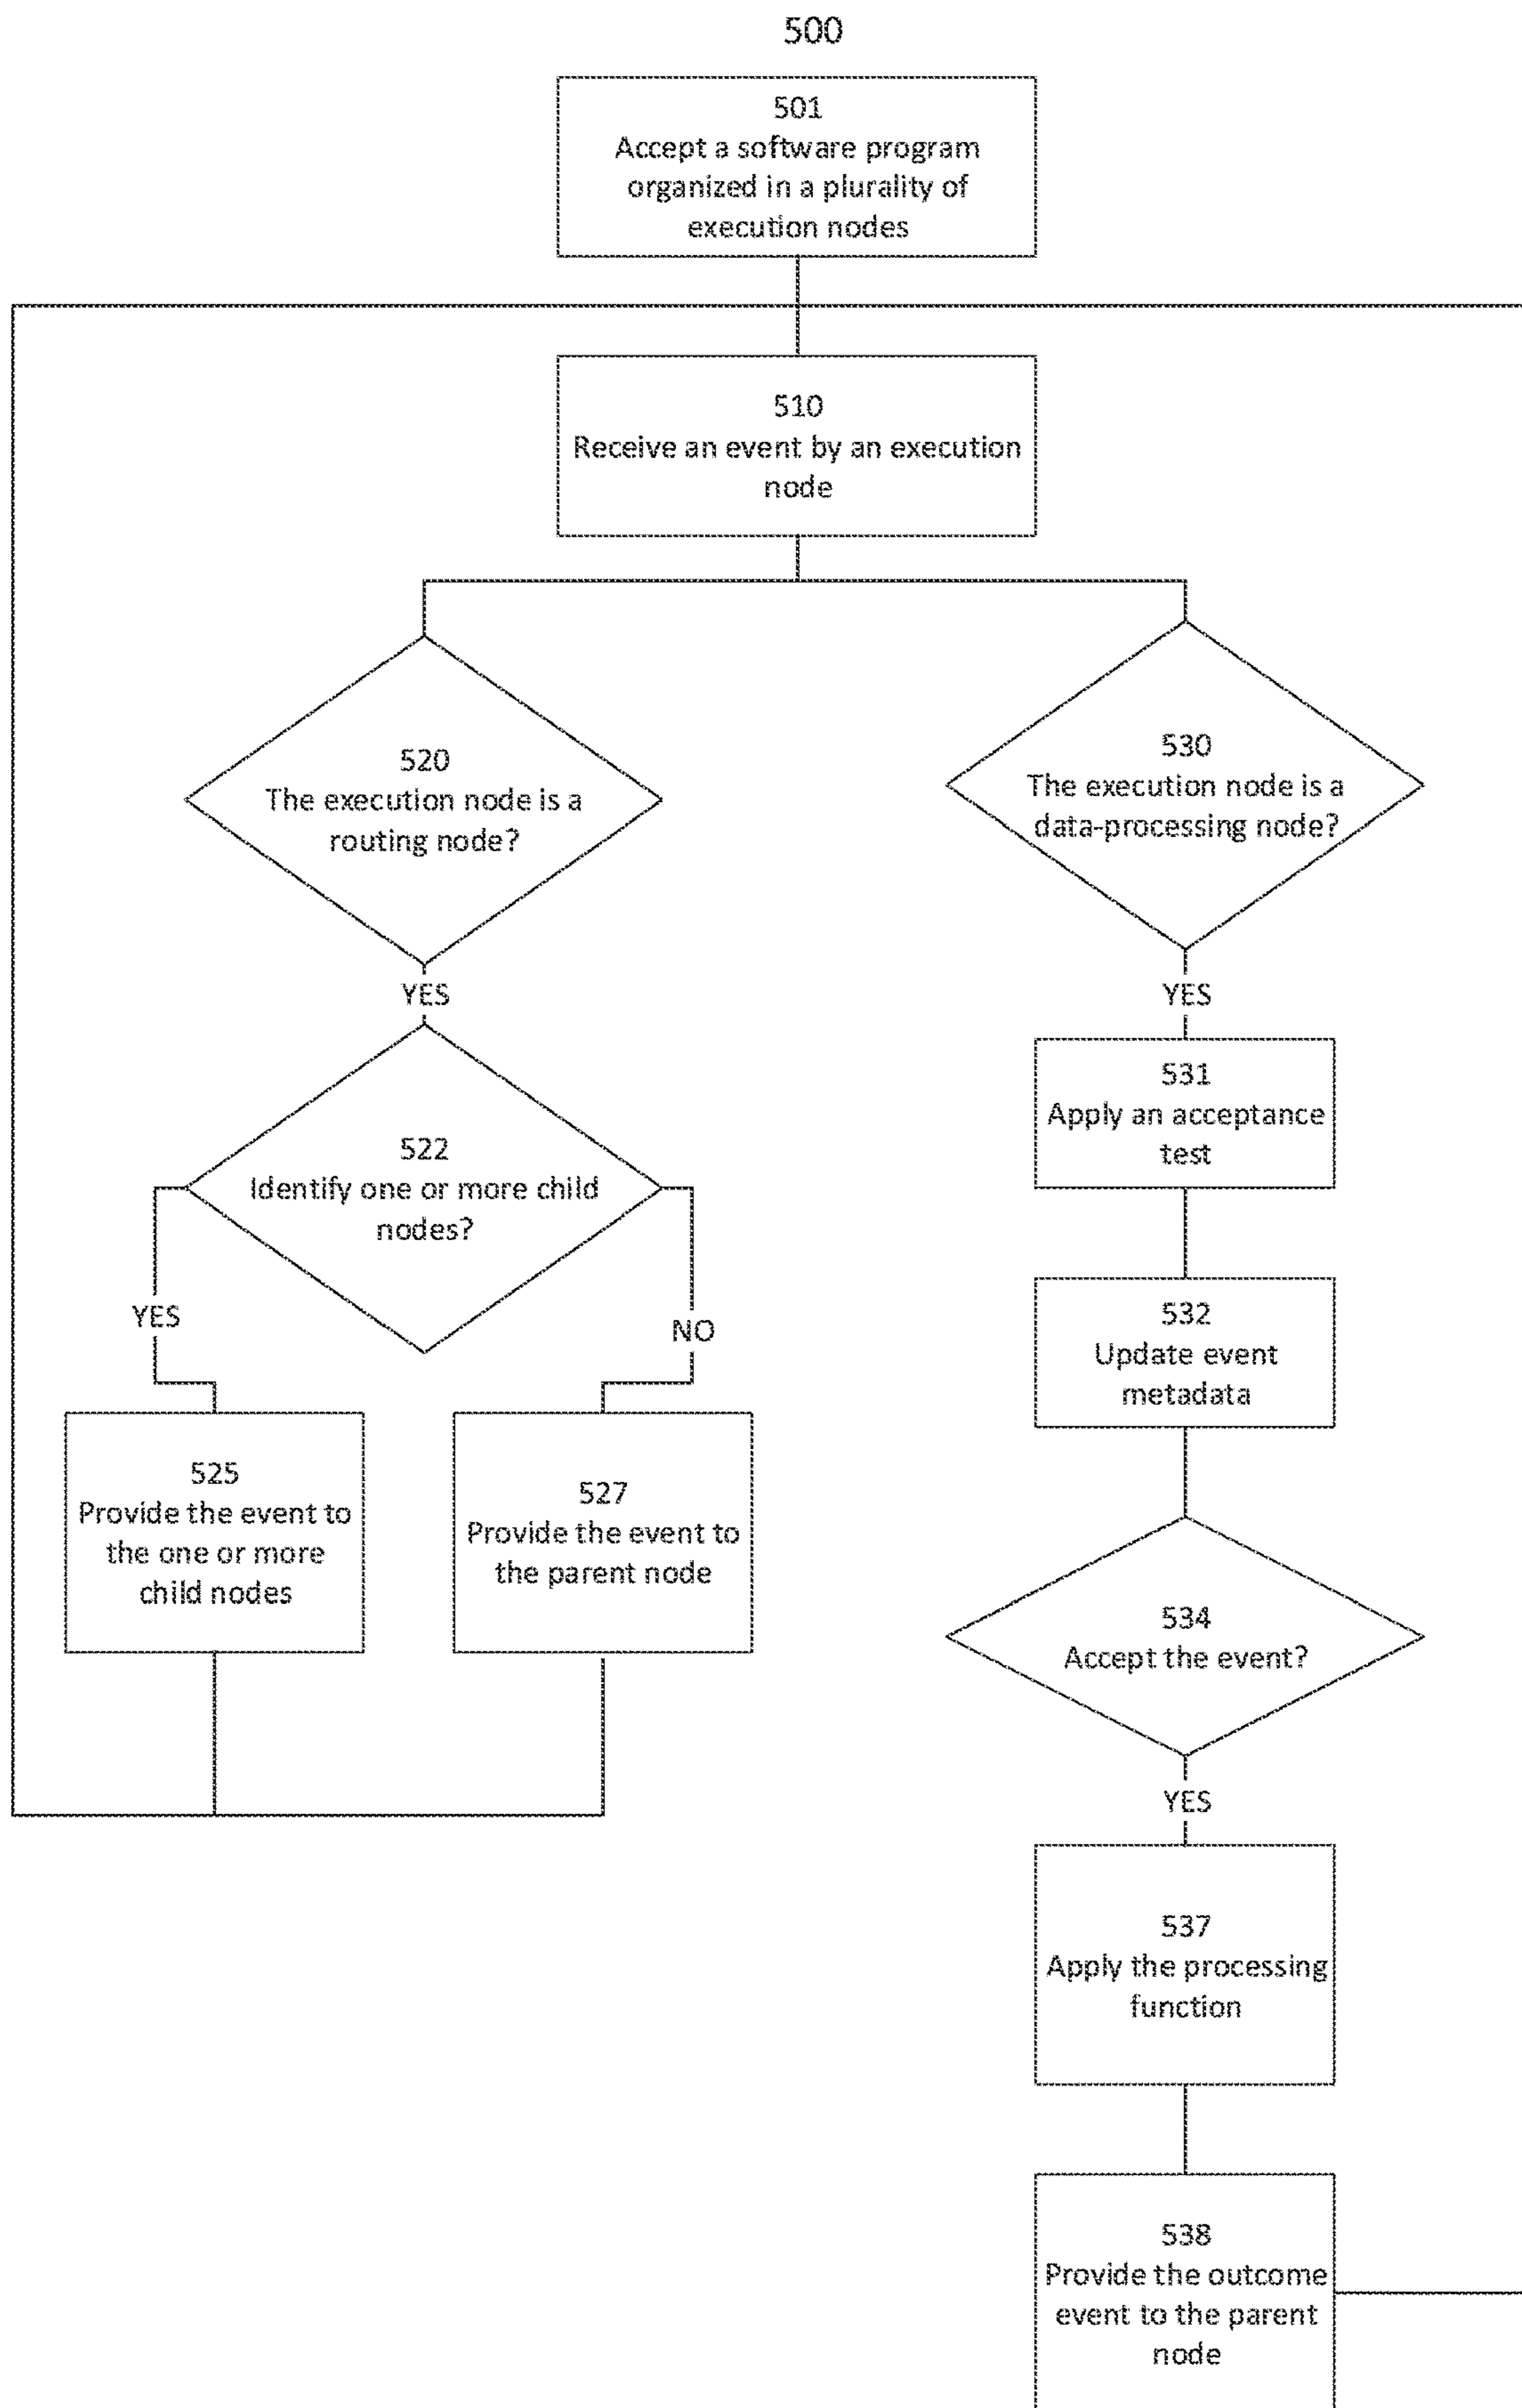 500
501
Accept a software program
organized in a plurality of
execution nodes
510
Receive an event by an execution
node
520
The execution node is a
routing node?
YES
522
Identify one or more child
nodes?
YES
NO
525
Provide the event to
the one or more
child nodes
527
Provide the event to
the parent node
530
The execution node is a
data-processing node?
YES
531
Apply an acceptance
test
532
Update event
metadata
534
Accept the event?
YES
537
Apply the processing
function
538
Provide the outcome
event to the parent
node